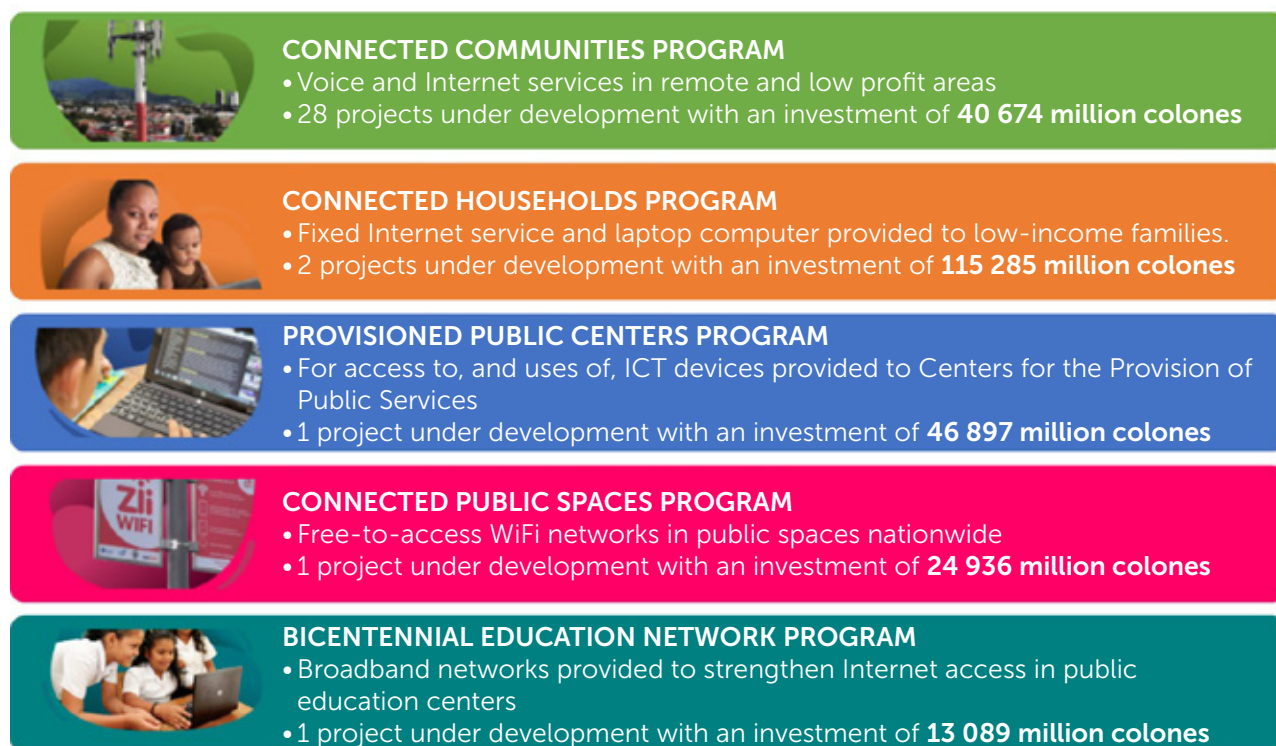 CONNECTED COMMUNITIES PROGRAM
• Voice and Internet services in remote and low profit areas
• 28 projects under development with an investment of 40 674 million colones
CONNECTED HOUSEHOLDS PROGRAM
• Fixed Internet service and laptop computer provided to low-income families.
• 2 projects under development with an investment of 115 285 million colones
PROVISIONED PUBLIC CENTERS PROGRAM
• For access to, and uses of, ICT devices provided to Centers for the Provision of
Public Services
• 1 project under development with an investment of 46 897 million colones
Zii
WIFI
CONNECTED PUBLIC SPACES PROGRAM
• Free-to-access WiFi networks in public spaces nationwide
• 1 project under development with an investment of 24 936 million colones
BICENTENNIAL EDUCATION NETWORK PROGRAM
• Broadband networks provided to strengthen Internet access in public
education centers
• 1 project under development with an investment of 13 089 million colones